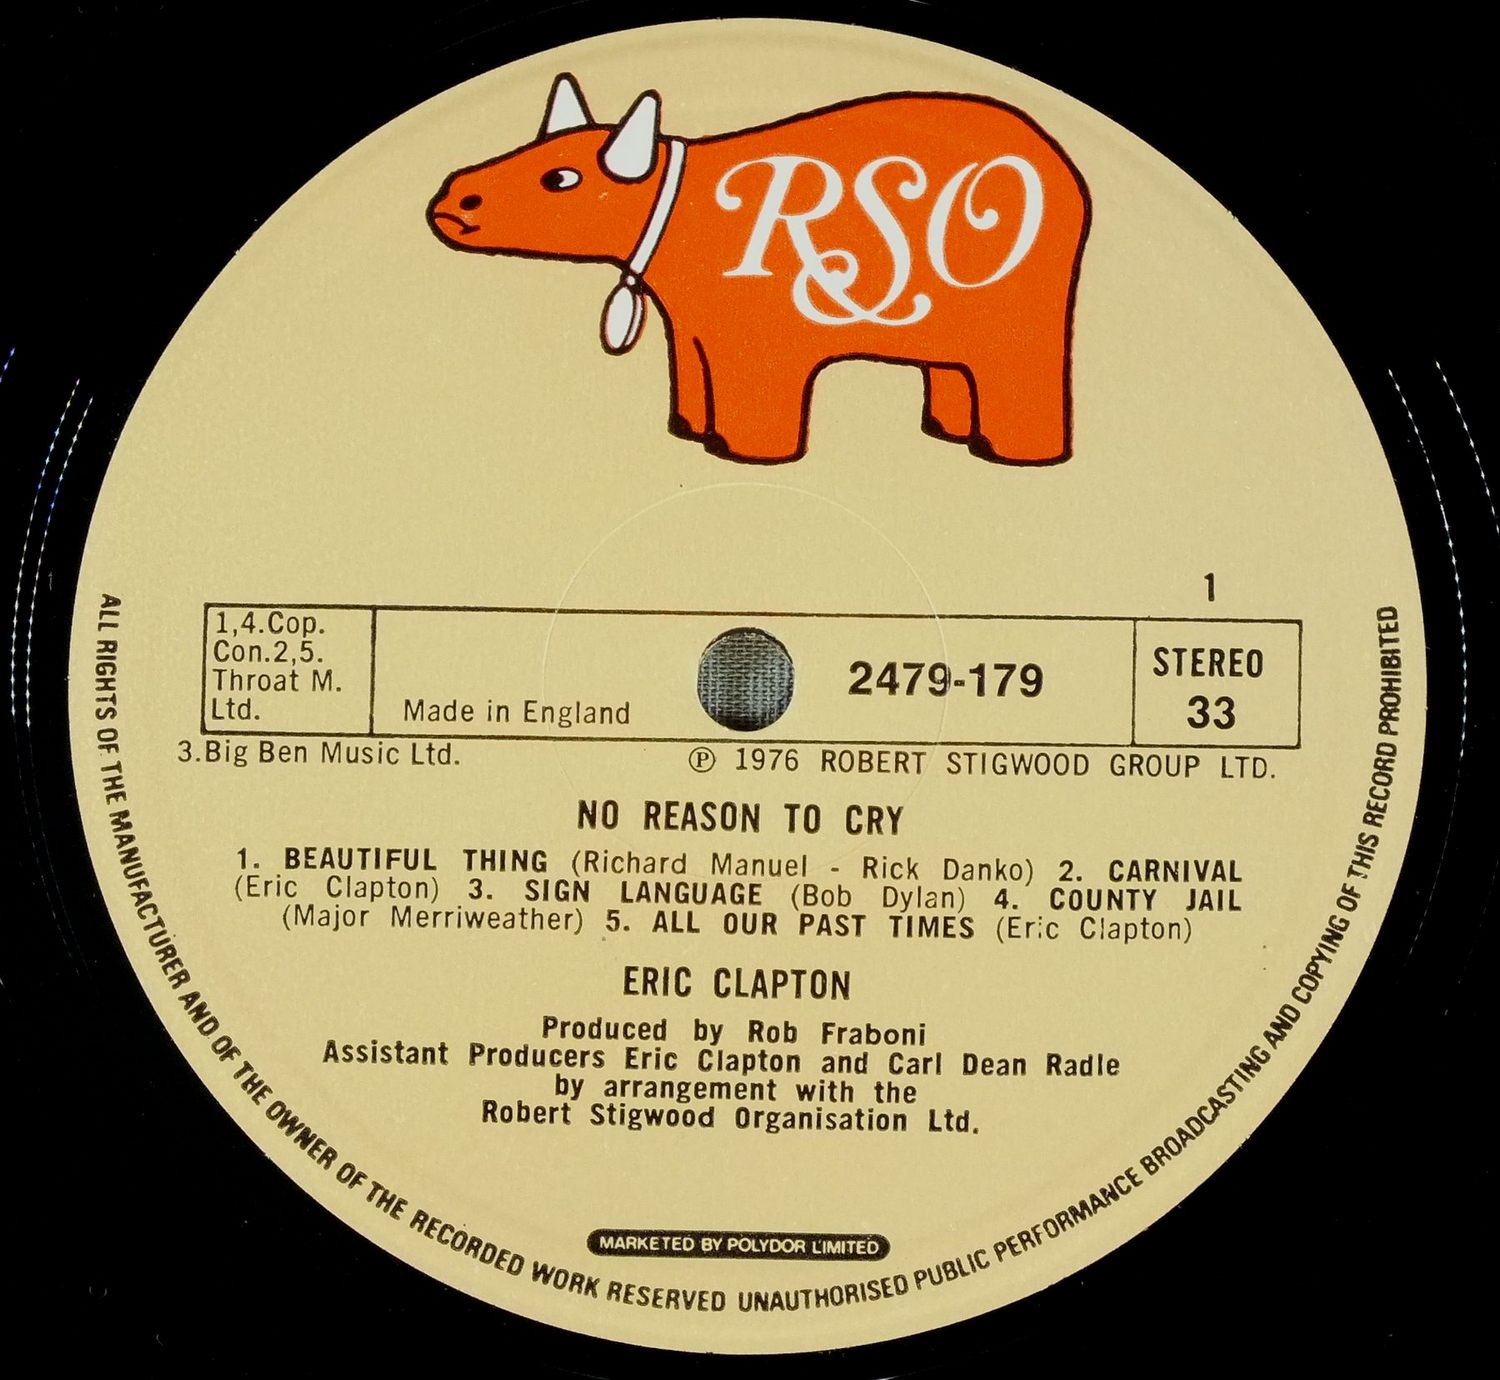 RSO
1
1,4.Cop.
Con.2,5.
Throat M.
Ltd.
Made in England
2479-179
STEREO
33
3.Big Ben Music Ltd.
℗ 1976 ROBERT STIGWOOD GROUP LTD.
NO REASON TO CRY
1. BEAUTIFUL THING (Richard Manuel - Rick Danko) 2. CARNIVAL
(Eric Clapton) 3. SIGN LANGUAGE (Bob Dylan) 4. COUNTY JAIL
(Major Merriweather) 5. ALL OUR PAST TIMES (Eric Clapton)
ERIC CLAPTON
Produced by Rob Fraboni
Assistant Producers Eric Clapton and Carl Dean Radle
by arrangement with the
Robert Stigwood Organisation Ltd.
MARKETED BY POLYDOR LIMITED
ALL RIGHTS OF THE MANUFACTURER AND OF THE OWNER OF THE RECORDED WORK RESERVED UNAUTHORISED PUBLIC PERFORMANCE BROADCASTING AND COPYING OF THIS RECORD PROHIBITED